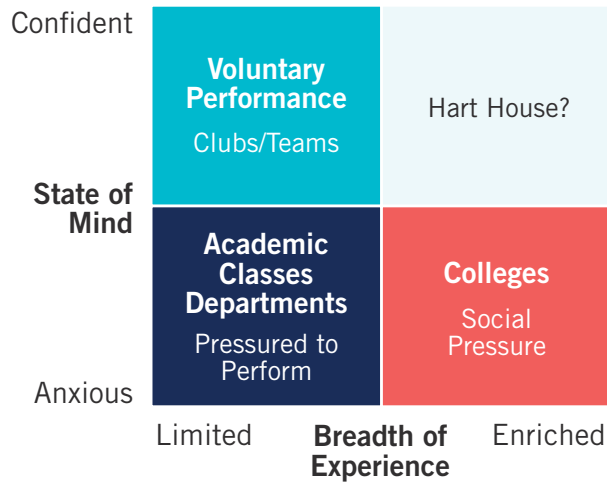 Confident
Voluntary
Performance
Clubs/Teams
Hart House?
State of
Mind
Academic
Classes
Departments
Pressured to
Perform
Colleges
Social
Pressure
Anxious
Limited
Breadth of
Experience
Enriched